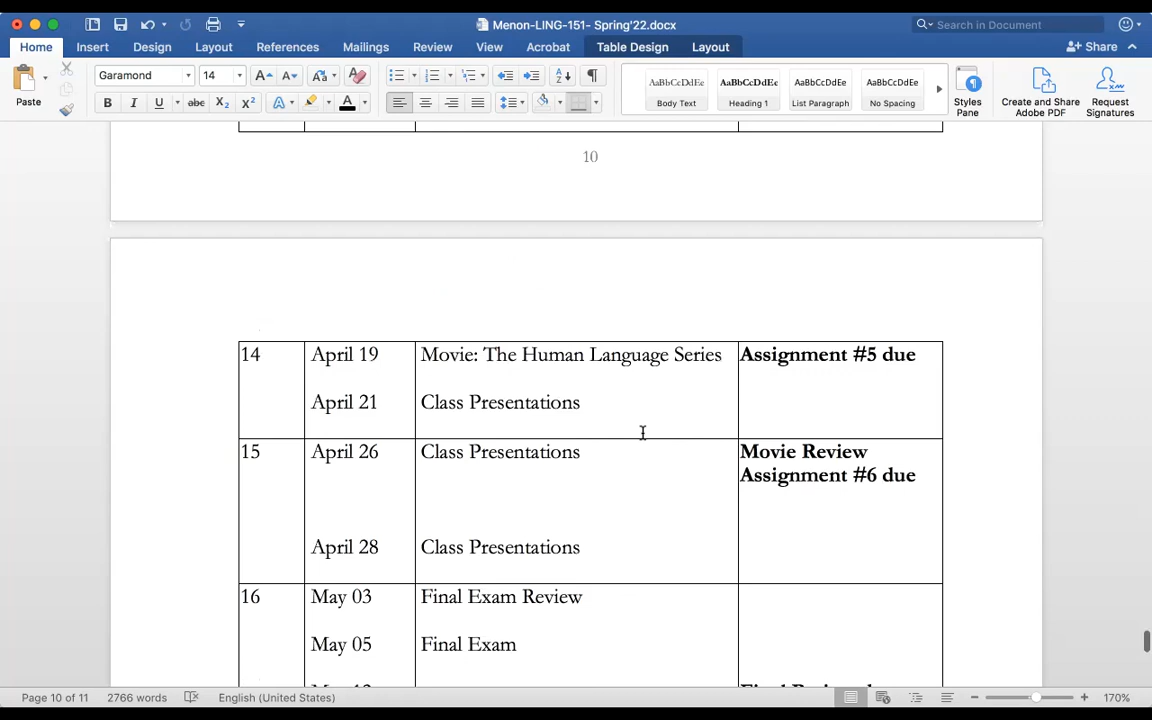 Menon-LING-151- Spring'22.docx
Search in Document
Home Insert Design Layout References Mailings Review View Acrobat Table Design Layout
Share
Paste
Garamond 14
AaBbCcDdEe AaBbCcDdEc AaBbCcDdEe AaBbCcDdEe
Body Text Heading 1 List Paragraph No Spacing
Styles Pane
Create and Share Adobe PDF
Request Signatures
10
14 April 19 Movie: The Human Language Series Assignment #5 due
April 21 Class Presentations
15 April 26 Class Presentations Movie Review
Assignment #6 due
April 28 Class Presentations
16 May 03 Final Exam Review
May 05 Final Exam
Page 10 of 11 2766 words English (United States) 170%